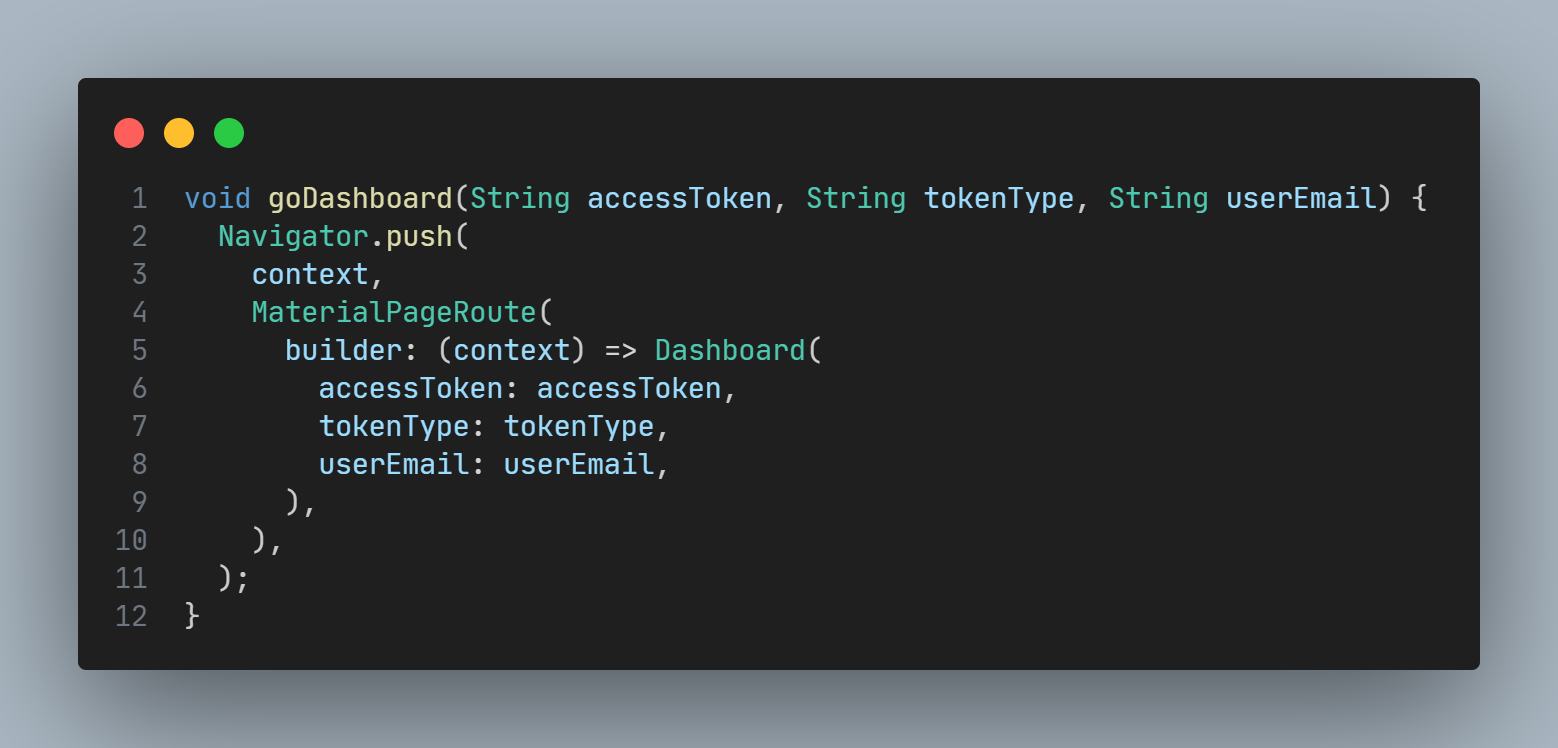 1 void goDashboard(String accessToken, String tokenType, String userEmail) {
2   Navigator.push(
3     context,
4     MaterialPageRoute(
5       builder: (context) => Dashboard(
6         accessToken: accessToken,
7         tokenType: tokenType,
8         userEmail: userEmail,
9       ),
10     ),
11   );
12 }